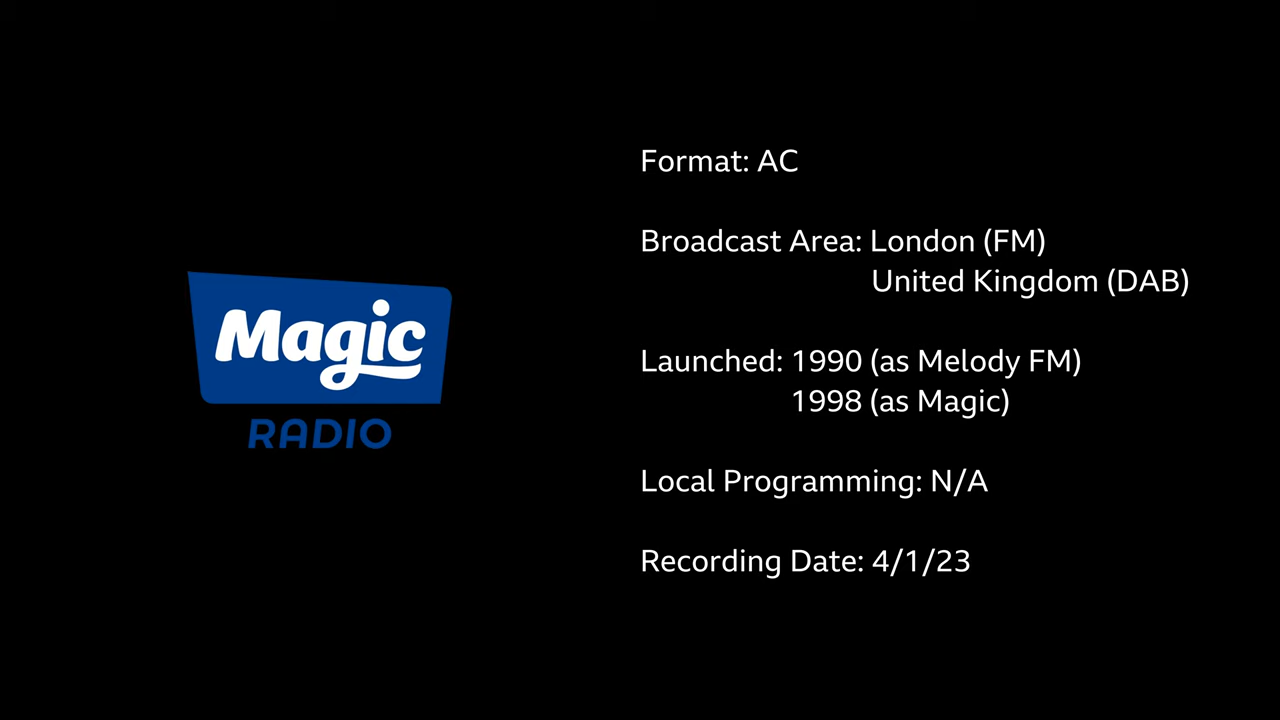 Magic
RADIO
Format: AC
Broadcast Area: London (FM)
United Kingdom (DAB)
Launched: 1990 (as Melody FM)
1998 (as Magic)
Local Programming: N/A
Recording Date: 4/1/23